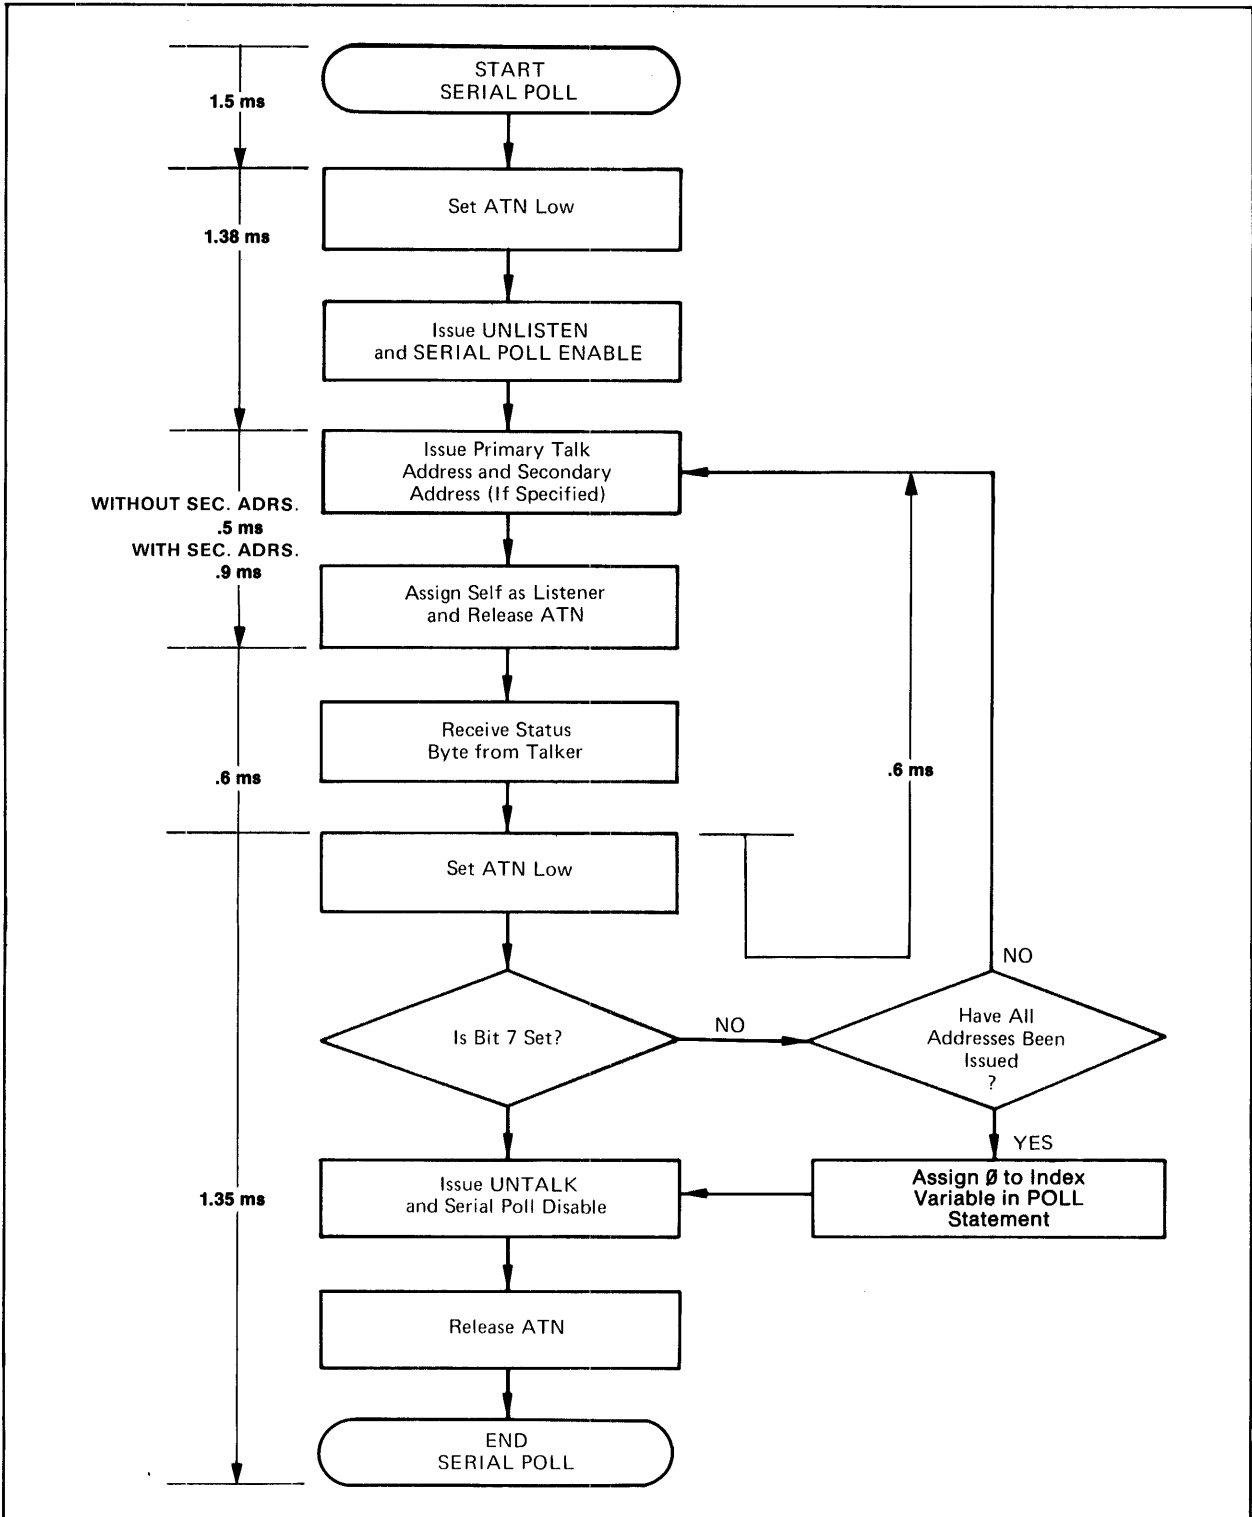 START
SERIAL POLL
1.5 ms
Set ATN Low
1.38 ms
Issue UNLISTEN
and SERIAL POLL ENABLE
Issue Primary Talk
Address and Secondary
Address (If Specified)
WITHOUT SEC. ADRS.
.5 ms
WITH SEC. ADRS.
.9 ms
Assign Self as Listener
and Release ATN
Receive Status
Byte from Talker
.6 ms
.6 ms
Set ATN Low
NO
Is Bit 7 Set?
NO
Have All
Addresses Been
Issued
?
YES
Issue UNTALK
and Serial Poll Disable
Assign Ø to Index
Variable in POLL
Statement
1.35 ms
Release ATN
END
SERIAL POLL